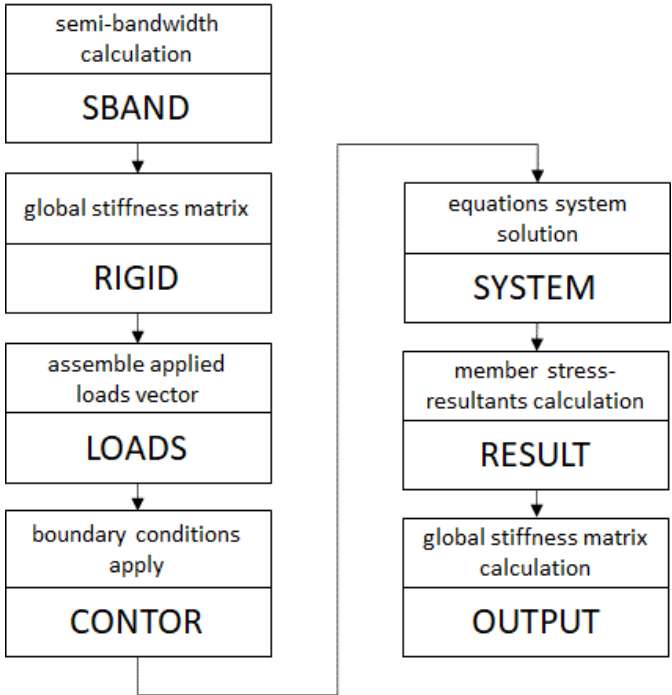 semi-bandwidth
calculation
SBAND
global stiffness matrix
RIGID
assemble applied
loads vector
LOADS
boundary conditions
apply
CONTOR
equations system
solution
SYSTEM
member stress-
resultants calculation
RESULT
global stiffness matrix
calculation
OUTPUT